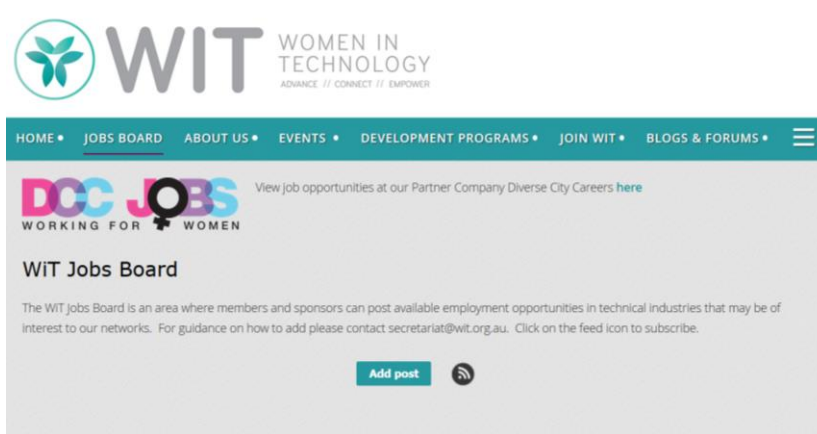 WIT
WOMEN IN
TECHNOLOGY
ADVANCE // CONNECT // EMPOWER
HOME • JOBS BOARD ABOUT US • EVENTS • DEVELOPMENT PROGRAMS • JOIN WIT • BLOGS & FORUMS •
DCC JOBS
WORKING FOR WOMEN
View job opportunities at our Partner Company Diverse City Careers here
WiT Jobs Board
The WIT Jobs Board is an area where members and sponsors can post available employment opportunities in technical industries that may be of
interest to our networks. For guidance on how to add please contact secretariat@wit.org.au. Click on the feed icon to subscribe.
Add post